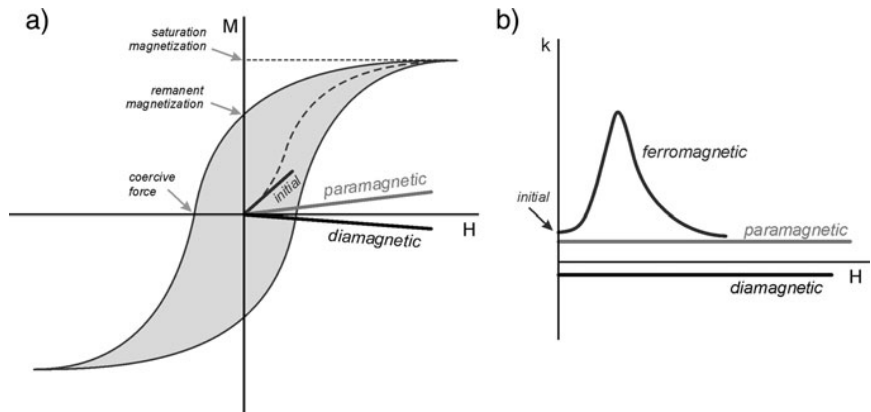 a)
M
saturation
magnetization
remanent
magnetization
coercive
force
initial
paramagnetic
diamagnetic
H
b)
k
ferromagnetic
initial
paramagnetic
H
diamagnetic